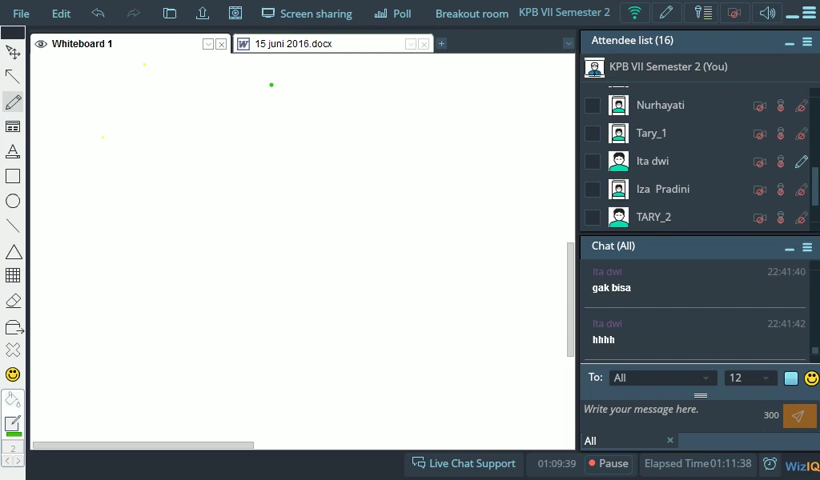 File Edit Screen sharing Poll Breakout room KPB VII Semester 2
Whiteboard 1 15 juni 2016.docx
Attendee list (16)
KPB VII Semester 2 (You)
Nurhayati
Tary_1
Ita dwi
Iza Pradini
TARY_2
Chat (All)
Ita dwi 22:41:40
gak bisa
Ita dwi 22:41:42
hhhh
To: All 12
Write your message here. 300
All
2
Live Chat Support 01:09:39 Pause Elapsed Time 01:11:38 WizIQ